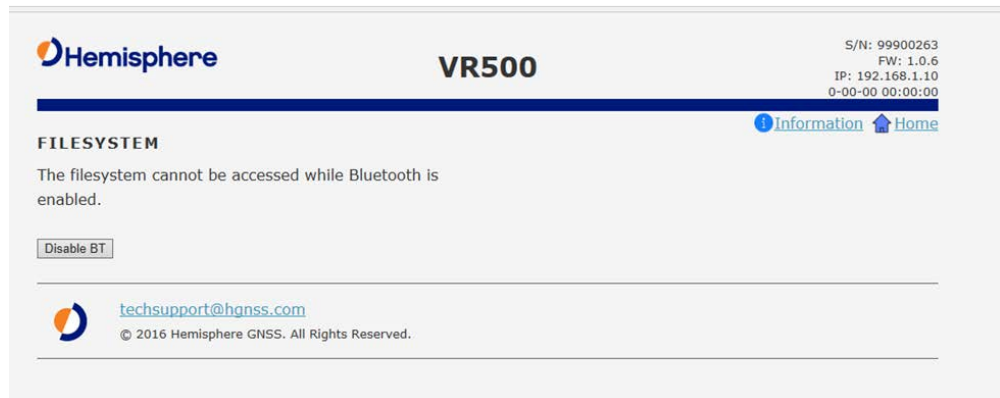 Hemisphere
VR500
S/N: 99900263
FW: 1.0.6
IP: 192.168.1.10
0-00-00 00:00:00
Information Home
FILESYSTEM
The filesystem cannot be accessed while Bluetooth is
enabled.
Disable BT
techsupport@hgnss.com
© 2016 Hemisphere GNSS. All Rights Reserved.